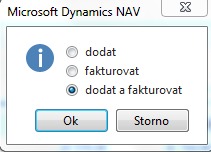 Microsoft Dynamics NAV
dodat
fakturovat
dodat a fakturovat
Ok
Storno